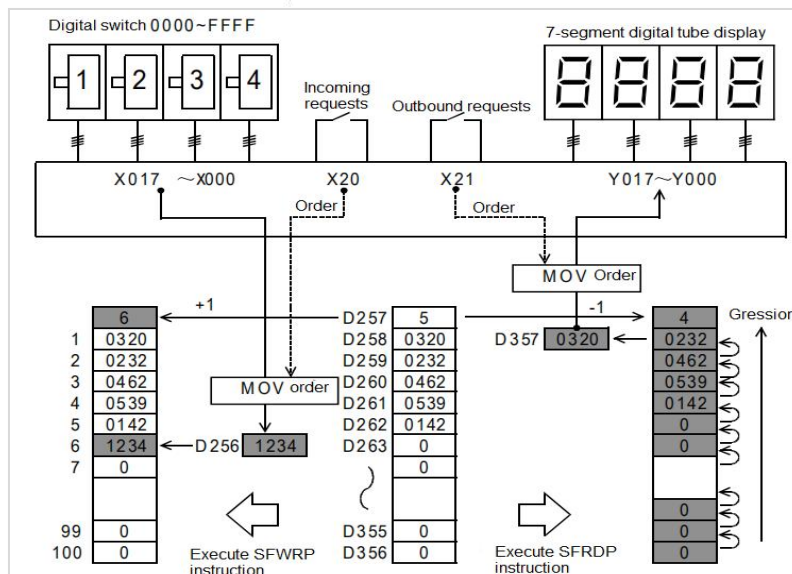 Digital switch 0000~FFFF
7-segment digital tube display
1 2 3 4
Incoming requests
Outbound requests
8 8 8 8
X017 ~X000
X20
X21
Y017~Y000
Order
Order
MOV Order
+1
-1
6
D257 5
4
Gression
1 0320
D258 0320
D357 0320
0232
2 0232
D259 0232
0462
3 0462
D260 0462
0539
MOV order
4 0539
D261 0539
0142
5 0142
D262 0142
0
6 1234
D256 1234
D263 0
0
7 0
0
0
99 0
D355 0
0
100 0
D356 0
0
Execute SFWRP
instruction
Execute SFRDP
instruction